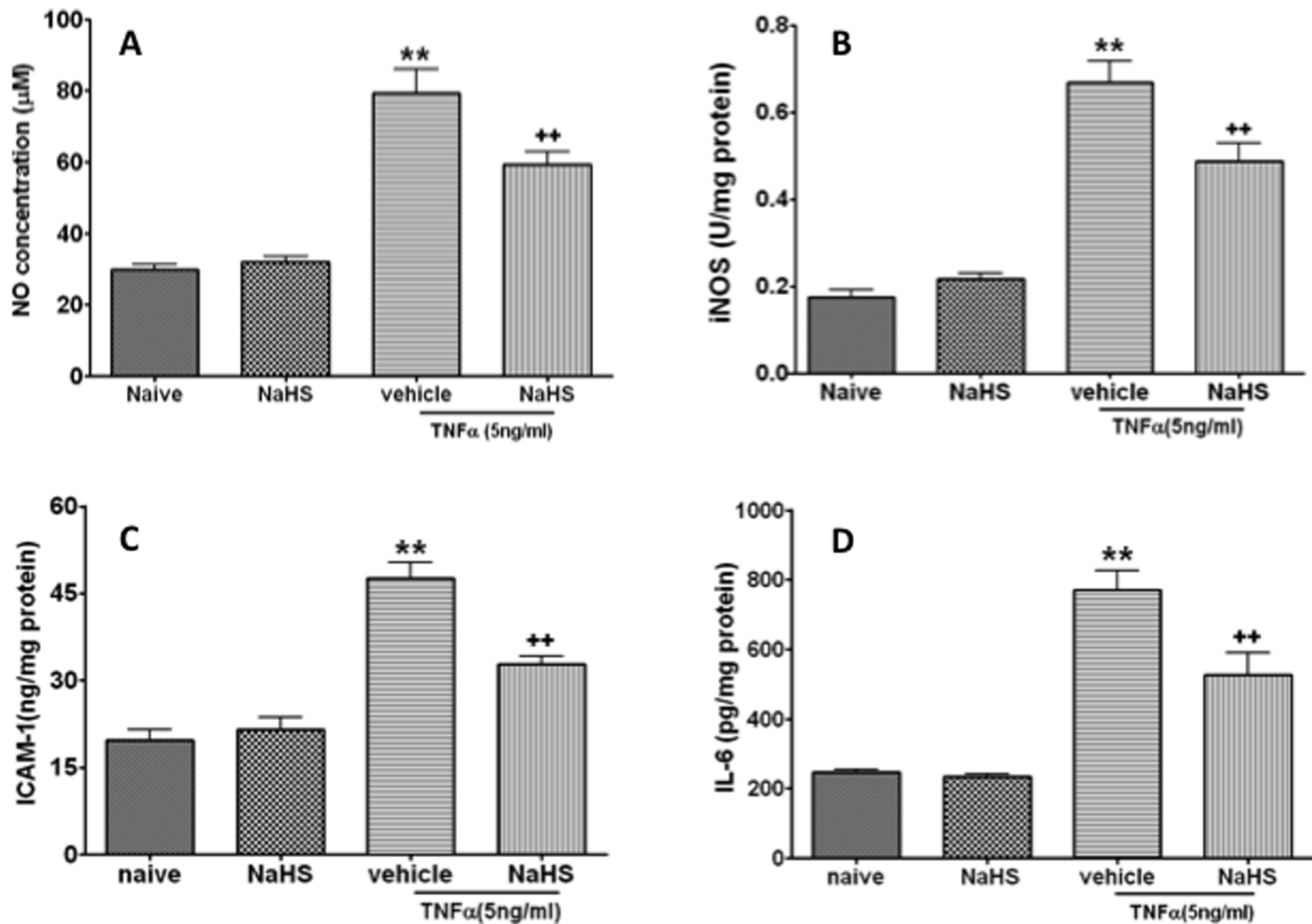 A
NO concentration (μM)
100
80
60
40
20
0
**
++
Naive NaHS vehicle NaHS
TNFα (5ng/ml)
B
iNOS (U/mg protein)
0.8
0.6
0.4
0.2
0.0
**
++
Naive NaHS vehicle NaHS
TNFα(5ng/ml)
C
ICAM-1(ng/mg protein)
60
45
30
15
0
**
++
naive NaHS vehicle NaHS
TNFα(5ng/ml)
D
IL-6 (pg/mg protein)
1000
800
600
400
200
0
**
++
naive NaHS vehicle NaHS
TNFα(5ng/ml)